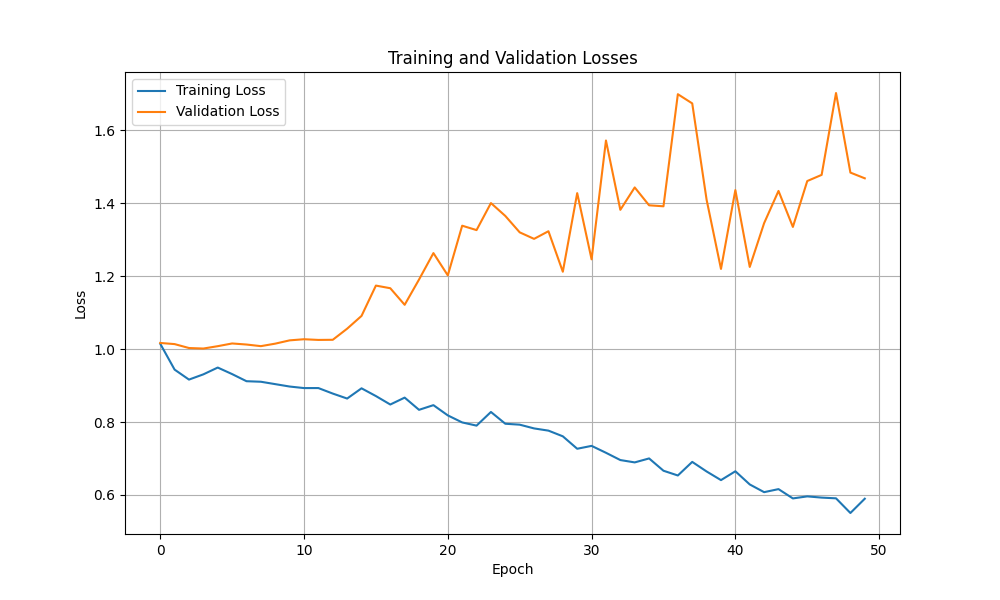 Training and Validation Losses
Training Loss
Validation Loss
1.6
1.4
1.2
1.0
0.8
0.6
Loss
0 10 20 30 40 50
Epoch